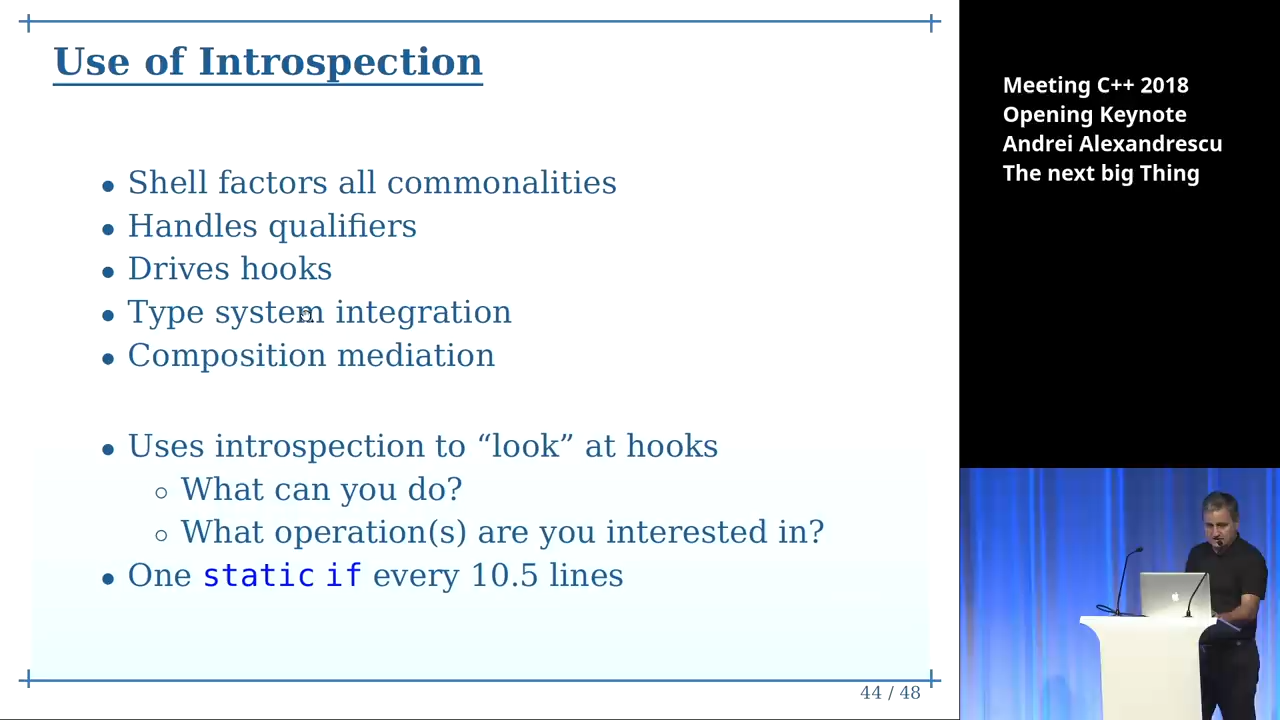 Use of Introspection
• Shell factors all commonalities
• Handles qualifiers
• Drives hooks
• Type system integration
• Composition mediation
• Uses introspection to “look” at hooks
○ What can you do?
○ What operation(s) are you interested in?
• One static if every 10.5 lines
44 / 48
Meeting C++ 2018
Opening Keynote
Andrei Alexandrescu
The next big Thing